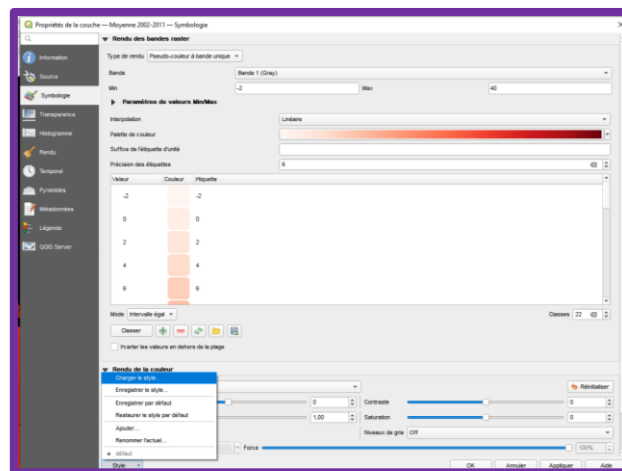 Propriétés de la couche — Moyenne 2002-2011 — Symbologie
Information
Source
Symbologie
Transparence
Histogramme
Rendu
Temporel
Pyramides
Métadonnées
Légende
QGIS Server
Rendu des bandes raster
Type de rendu Pseudo-couleur à bande unique
Bande Bande 1 (Gray)
Min -2 Max 40
Paramètres de valeurs Min/Max
Interpolation Linéaire
Palette de couleur
Suffixe de l'étiquette d'unité
Précision des étiquettes 6
Valeur Couleur Étiquette
-2 -2
0 0
2 2
4 4
6 6
Mode Intervalle égal Classes 22
Classer
Écarter les valeurs en dehors de la plage
Rendu de la couleur
Charger le style...
Enregistrer le style...
Enregistrer par défaut
Restaurer le style par défaut
Ajouter...
Renommer l'actuel...
défaut
Réinitialiser
0 Contraste 0
1,00 Saturation 0
Niveaux de gris Off
Force 100%
Style OK Annuler Appliquer Aide